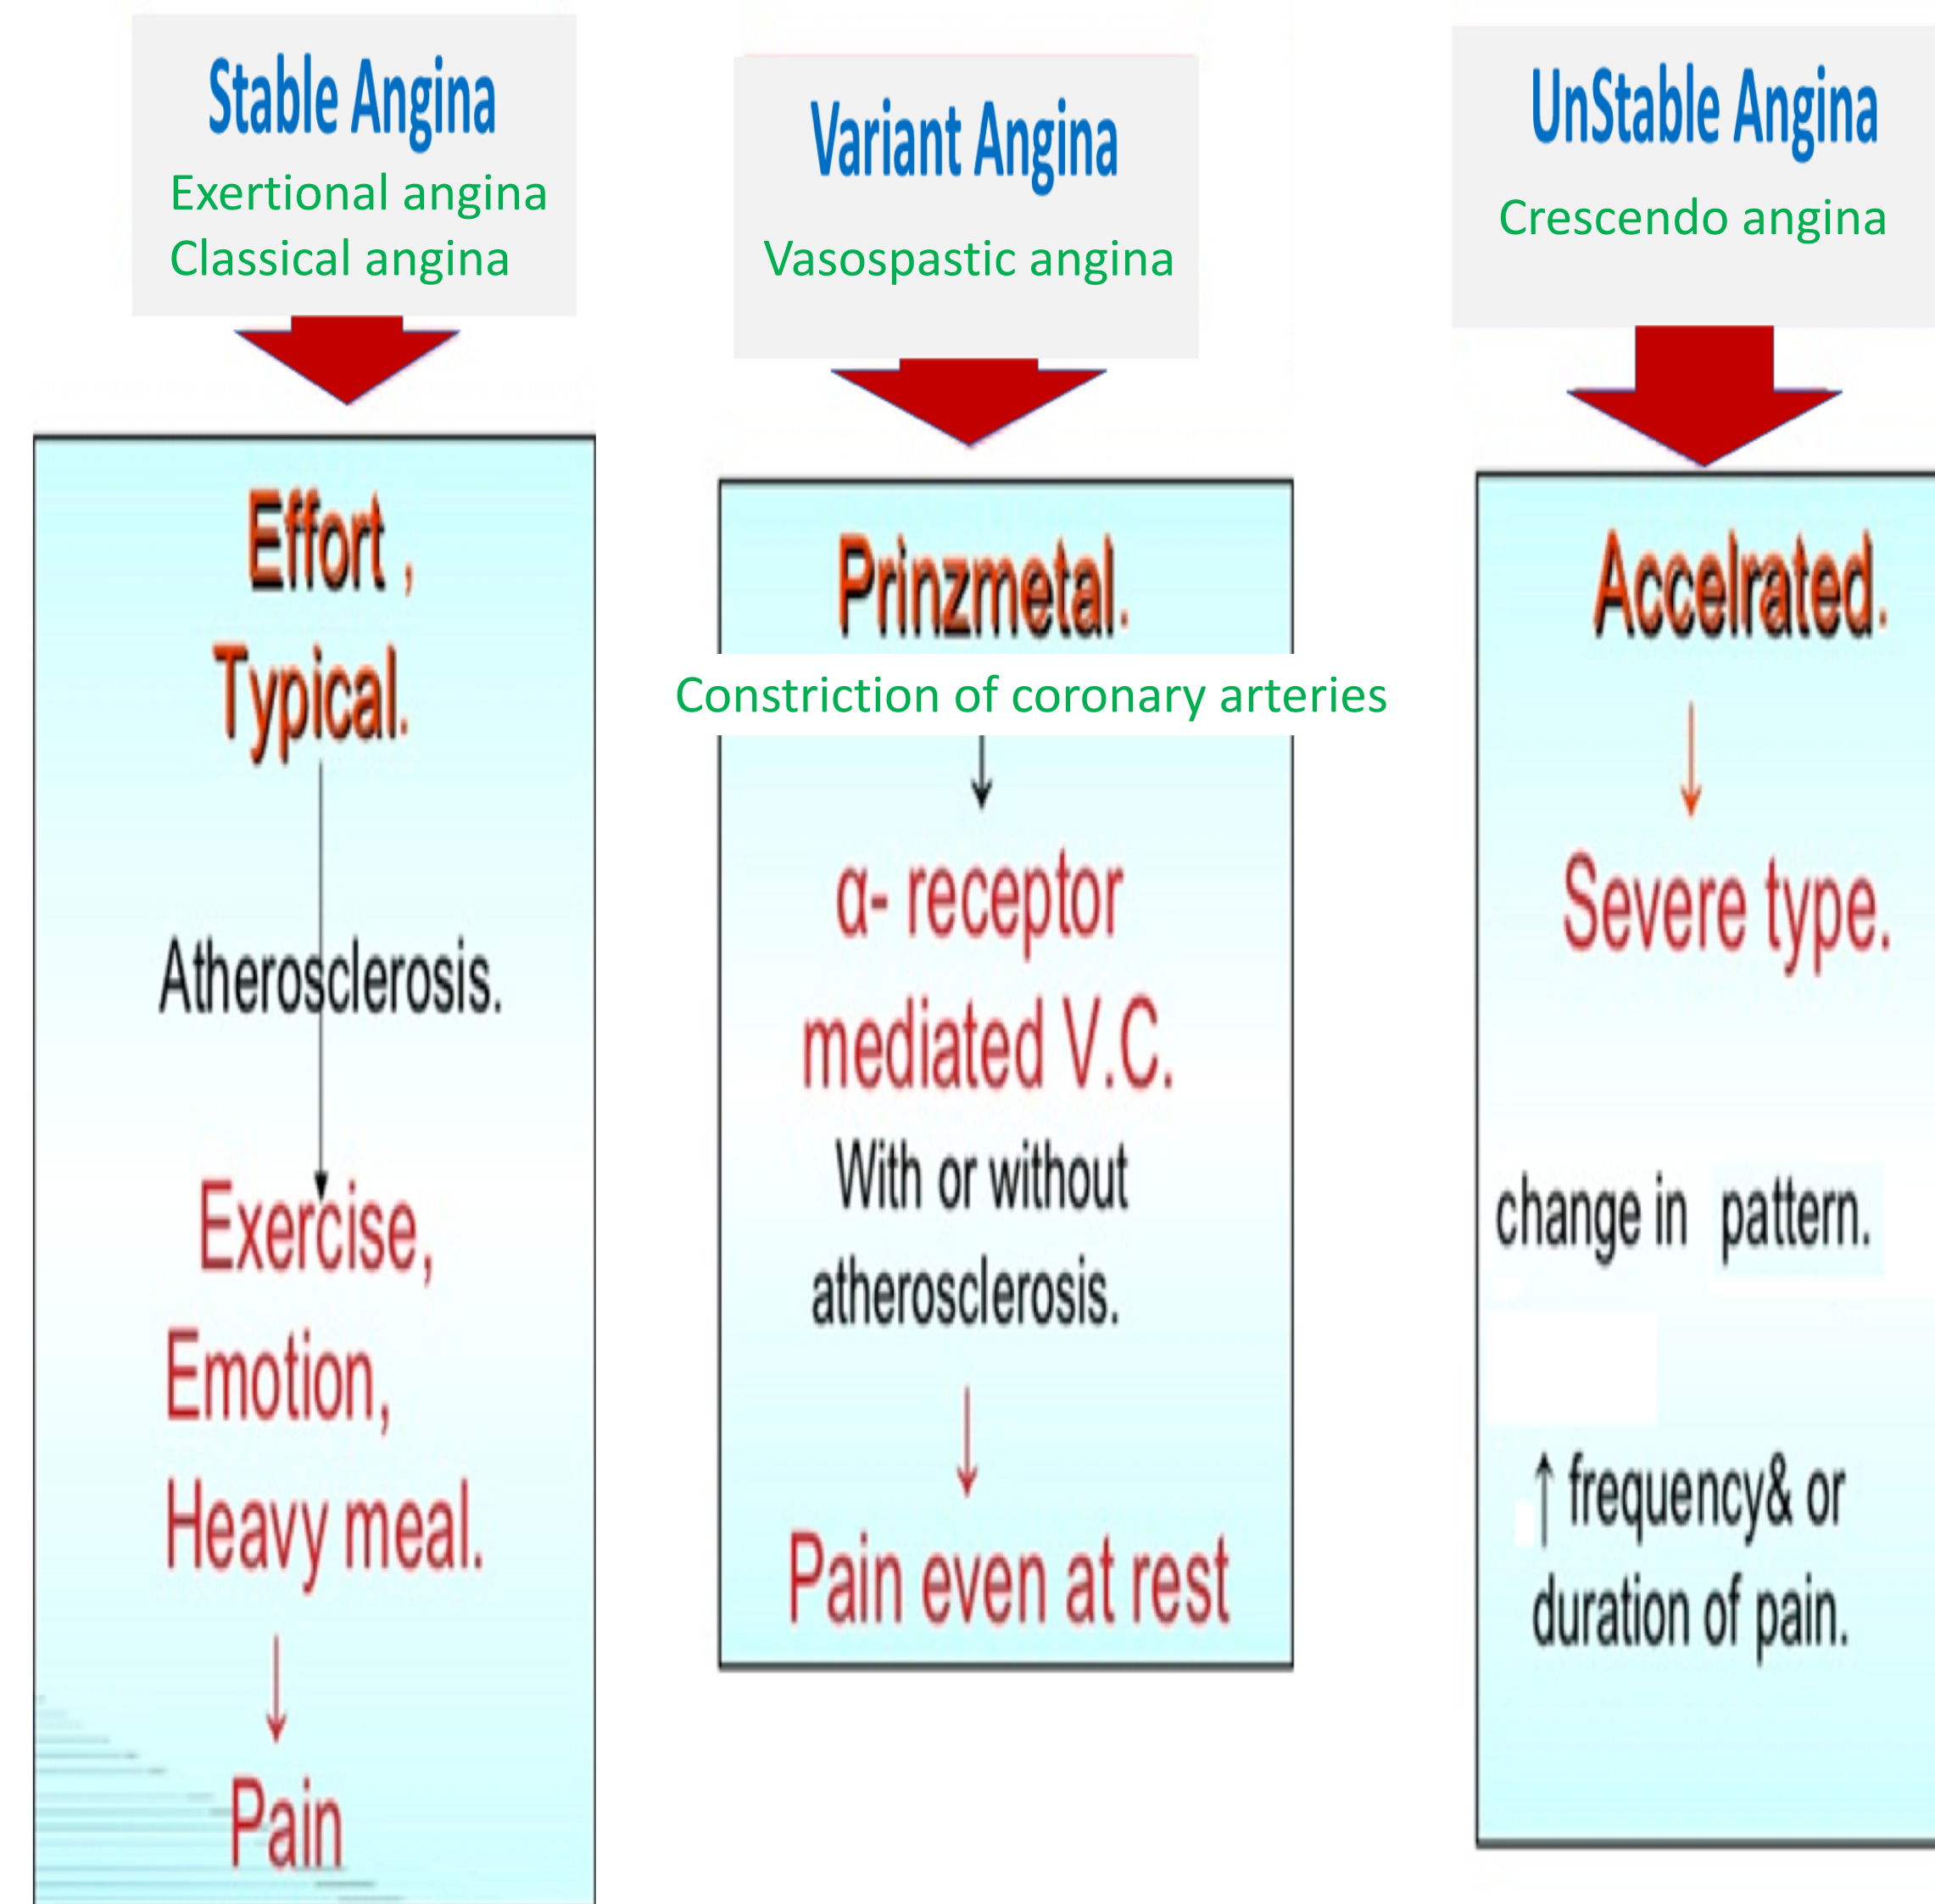 Stable Angina
Exertional angina
Classical angina
Effort ,
Typical.
Atherosclerosis.
Exercise,
Emotion,
Heavy meal.
↓
Pain
Variant Angina
Vasospastic angina
Prinzmetal.
Constriction of coronary arteries
↓
α- receptor
mediated V.C.
With or without
atherosclerosis.
↓
Pain even at rest
UnStable Angina
Crescendo angina
Accelrated.
↓
Severe type.
change in pattern.
↑ frequency& or
duration of pain.